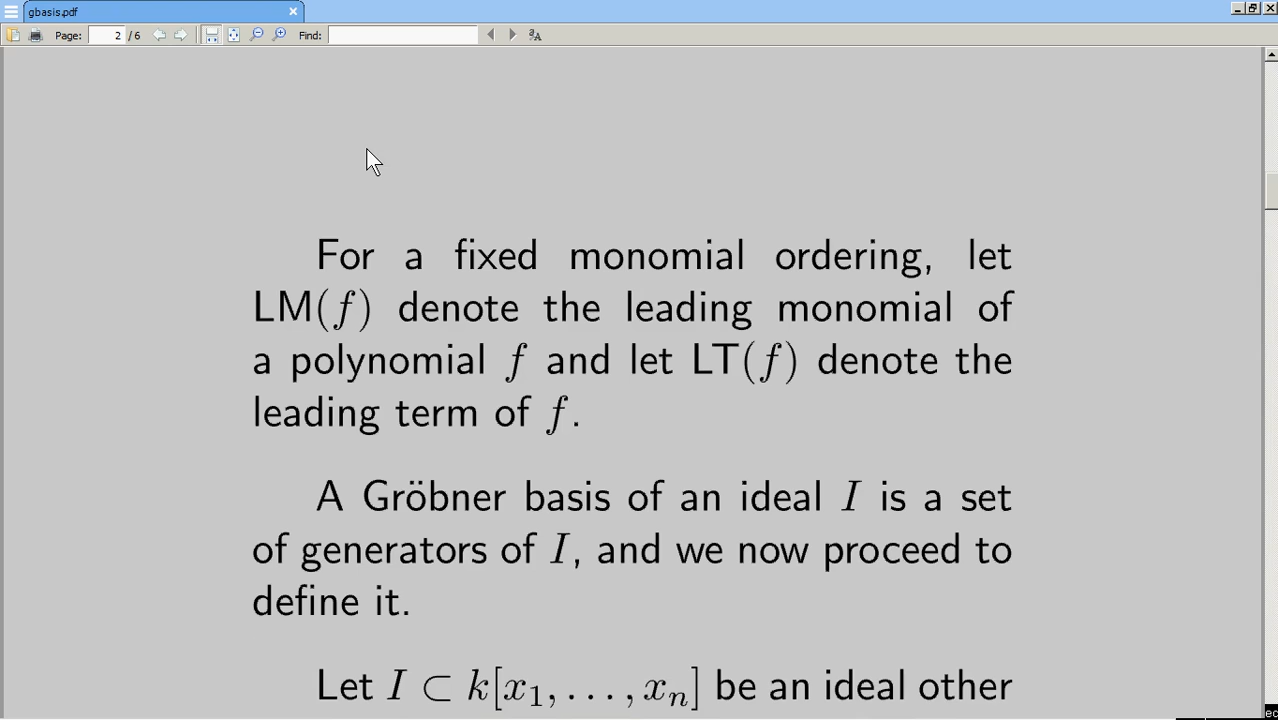 gbasis.pdf
Page: 2 / 6 Find:
For a fixed monomial ordering, let
LM(f) denote the leading monomial of
a polynomial f and let LT(f) denote the
leading term of f.
A Gröbner basis of an ideal I is a set
of generators of I, and we now proceed to
define it.
Let I ⊂ k[x₁, . . . , xₙ] be an ideal other